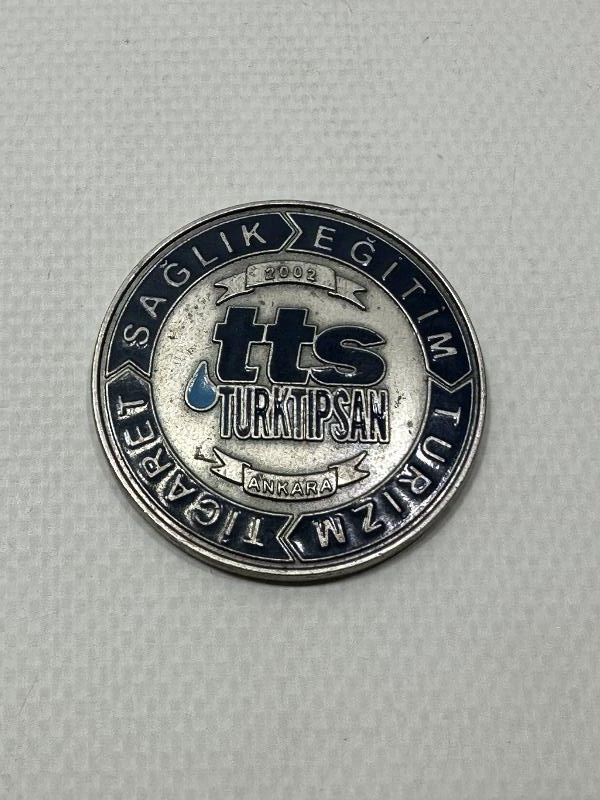 SAĞLIK
EĞİTİM
TURİZM
TİCARET
2002
tts
TURKTIPSAN
ANKARA